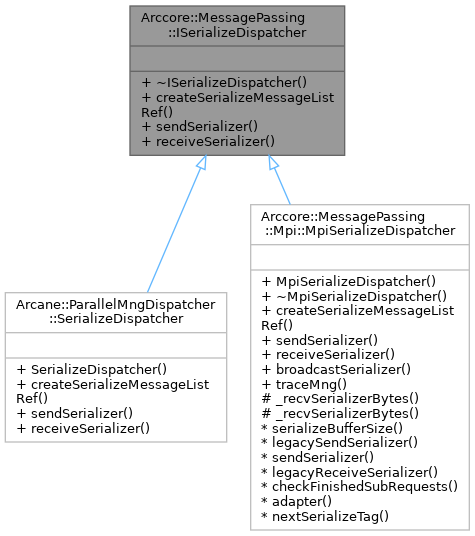 Arccore::MessagePassing
::ISerializeDispatcher
+ ~ISerializeDispatcher()
+ createSerializeMessageList
Ref()
+ sendSerializer()
+ receiveSerializer()
Arcane::ParallelMngDispatcher
::SerializeDispatcher
+ SerializeDispatcher()
+ createSerializeMessageList
Ref()
+ sendSerializer()
+ receiveSerializer()
Arccore::MessagePassing
::Mpi::MpiSerializeDispatcher
+ MpiSerializeDispatcher()
+ ~MpiSerializeDispatcher()
+ createSerializeMessageList
Ref()
+ sendSerializer()
+ receiveSerializer()
+ broadcastSerializer()
+ traceMng()
# _recvSerializerBytes()
# _recvSerializerBytes()
* serializeBufferSize()
* legacySendSerializer()
* sendSerializer()
* legacyReceiveSerializer()
* checkFinishedSubRequests()
* adapter()
* nextSerializeTag()